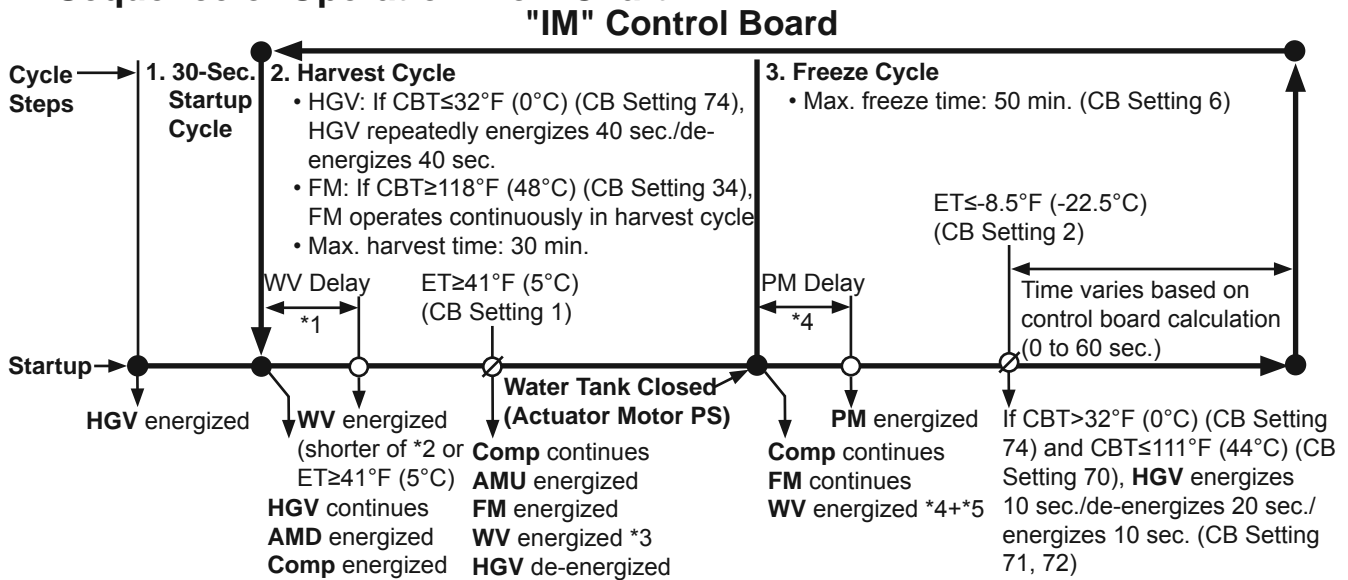 "IM" Control Board
Cycle
Steps
1. 30-Sec.
Startup
Cycle
2. Harvest Cycle
• HGV: If CBT≤32°F (0°C) (CB Setting 74),
HGV repeatedly energizes 40 sec./de-
energizes 40 sec.
• FM: If CBT≥118°F (48°C) (CB Setting 34),
FM operates continuously in harvest cycle
• Max. harvest time: 30 min.
3. Freeze Cycle
• Max. freeze time: 50 min. (CB Setting 6)
WV Delay
*1
ET≥41°F (5°C)
(CB Setting 1)
PM Delay
*4
ET≤-8.5°F (-22.5°C)
(CB Setting 2)
Time varies based on
control board calculation
(0 to 60 sec.)
Startup
HGV energized
WV energized
(shorter of *2 or
ET≥41°F (5°C)
HGV continues
AMD energized
Comp energized
Water Tank Closed
(Actuator Motor PS)
Comp continues
AMU energized
FM energized
WV energized *3
HGV de-energized
PM energized
Comp continues
FM continues
WV energized *4+*5
If CBT>32°F (0°C) (CB Setting
74) and CBT≤111°F (44°C) (CB
Setting 70), HGV energizes
10 sec./de-energizes 20 sec./
energizes 10 sec. (CB Setting
71, 72)